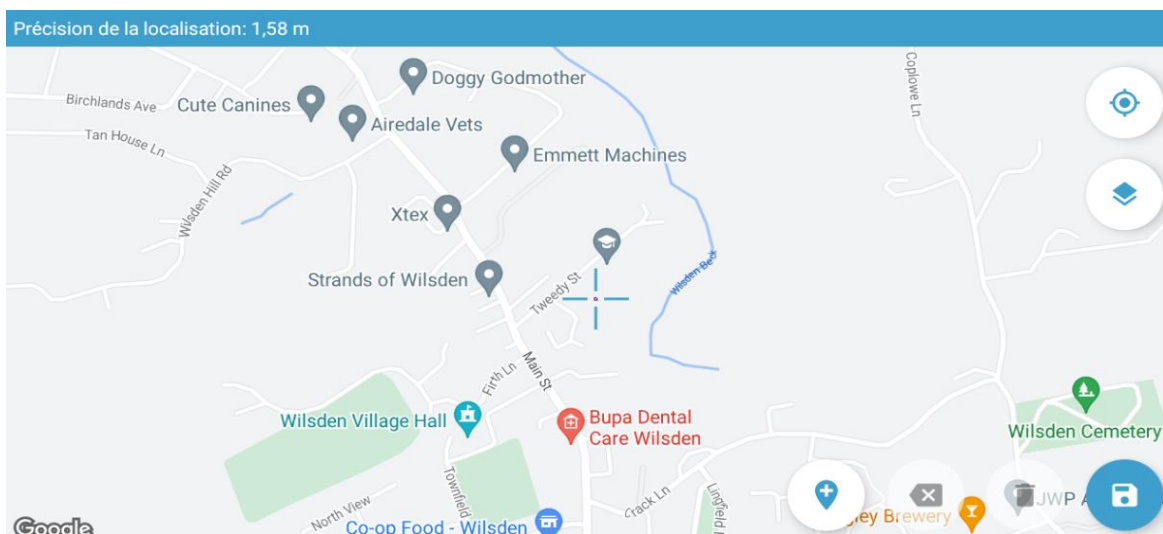 Précision de la localisation: 1,58 m
Doggy Godmother
Coplowe Ln
Birchlands Ave
Cute Canines
Airedale Vets
Tan House Ln
Emmett Machines
Wilsden Hill Rd
Xtex
Strands of Wilsden
Tweedy St
Wilsden Beck
Main St
Firth Ln
Wilsden Village Hall
Bupa Dental
Care Wilsden
Wilsden Cemetery
Townfield
Crack Ln
Lingfield
North View
JWP A
ley Brewery
Co-op Food - Wilsden
Google